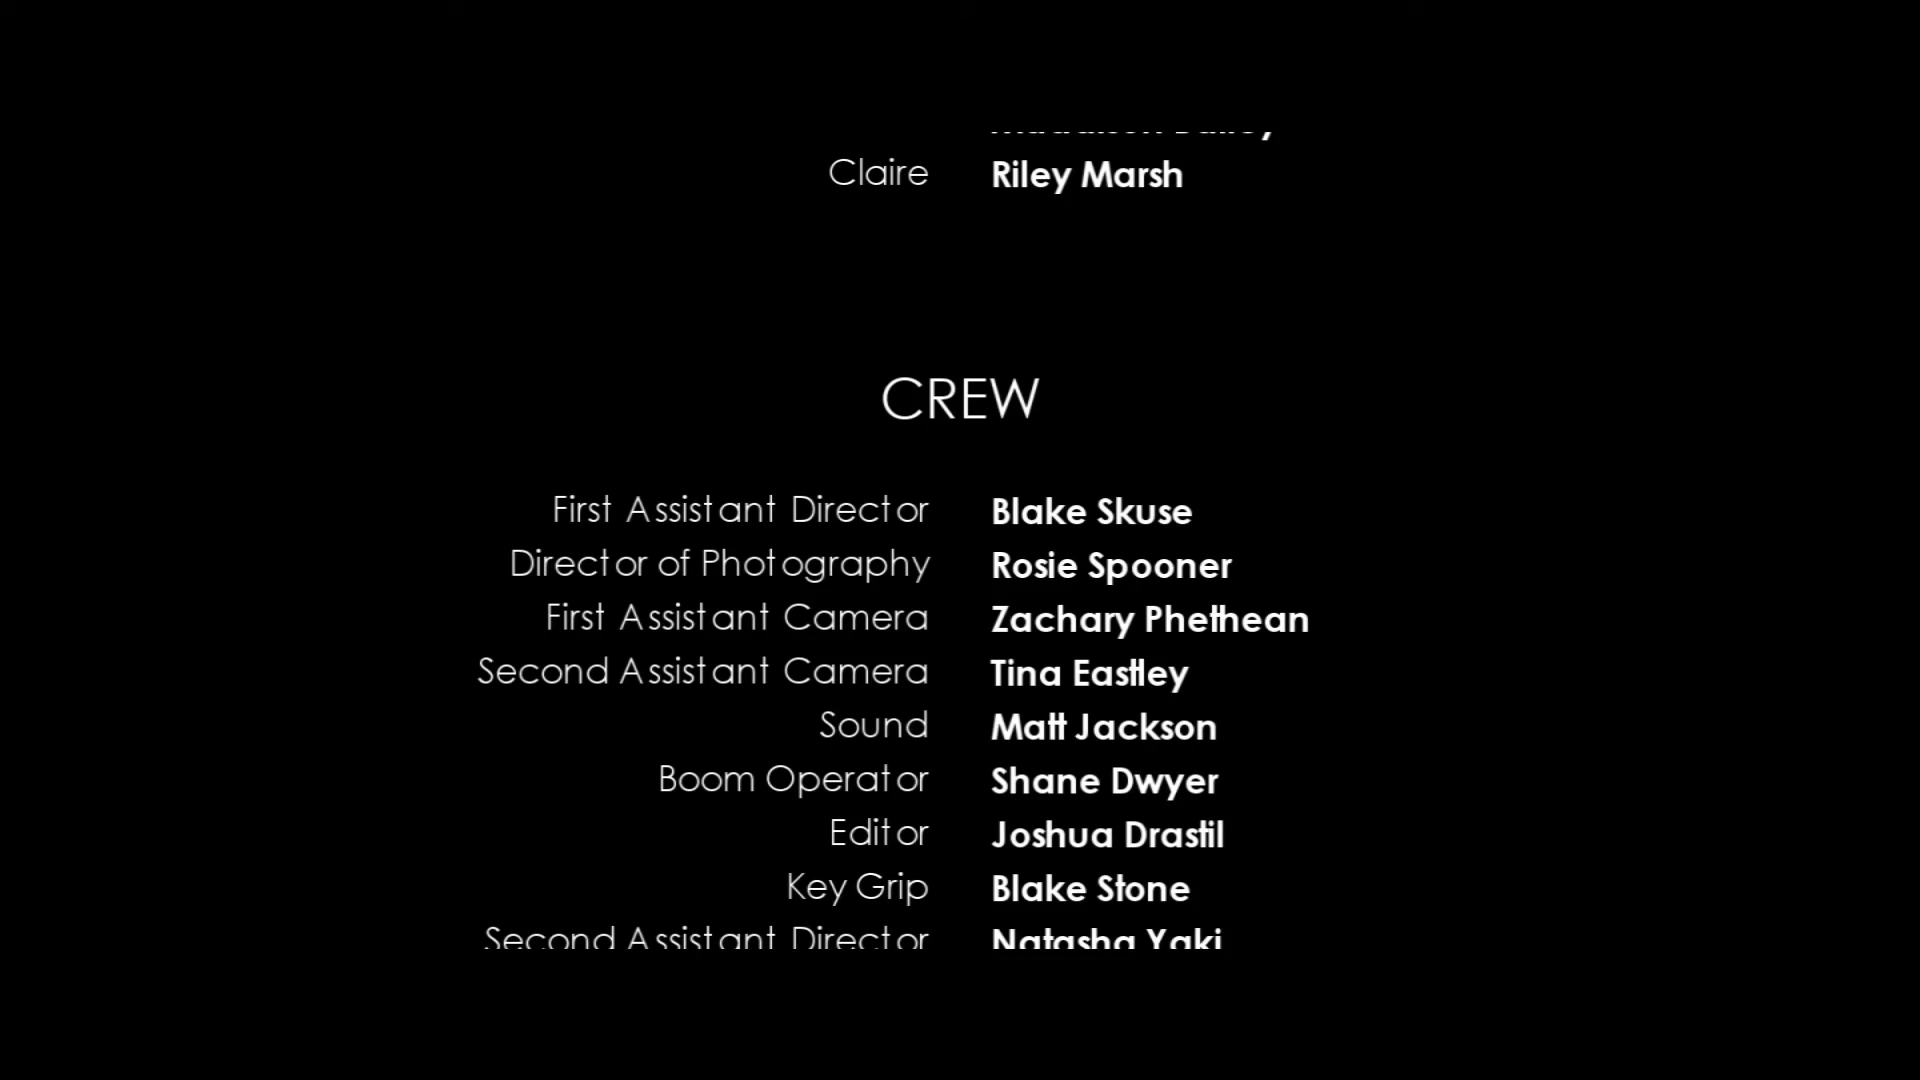 Claire Riley Marsh
CREW
First Assistant Director Blake Skuse
Director of Photography Rosie Spooner
First Assistant Camera Zachary Phethean
Second Assistant Camera Tina Eastley
Sound Matt Jackson
Boom Operator Shane Dwyer
Editor Joshua Drastil
Key Grip Blake Stone
Second Assistant Director Natasha Yaki